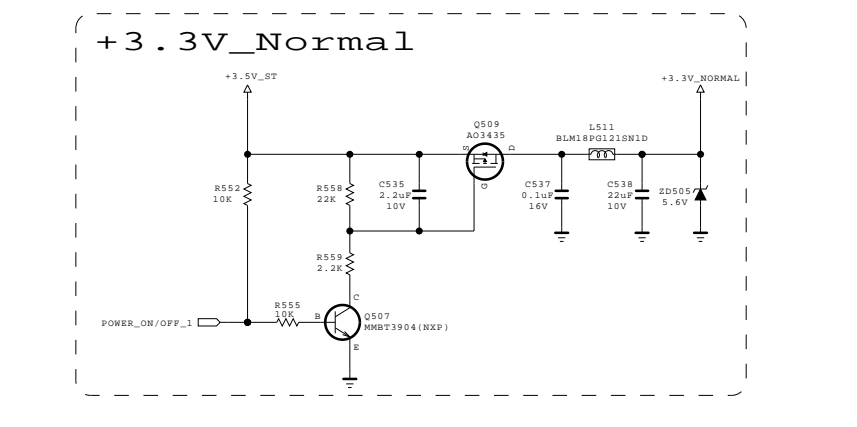 +3.3V_Normal
+3.5V_ST
+3.3V_NORMAL
Q509
AO3435
L511
BLM18PG121SN1D
S
D
G
R552
10K
R558
22K
C535
2.2uF
10V
C537
0.1uF
16V
C538
22uF
10V
ZD505
5.6V
R559
2.2K
POWER_ON/OFF_1
R555
10K
B
C
Q507
MMBT3904(NXP)
E